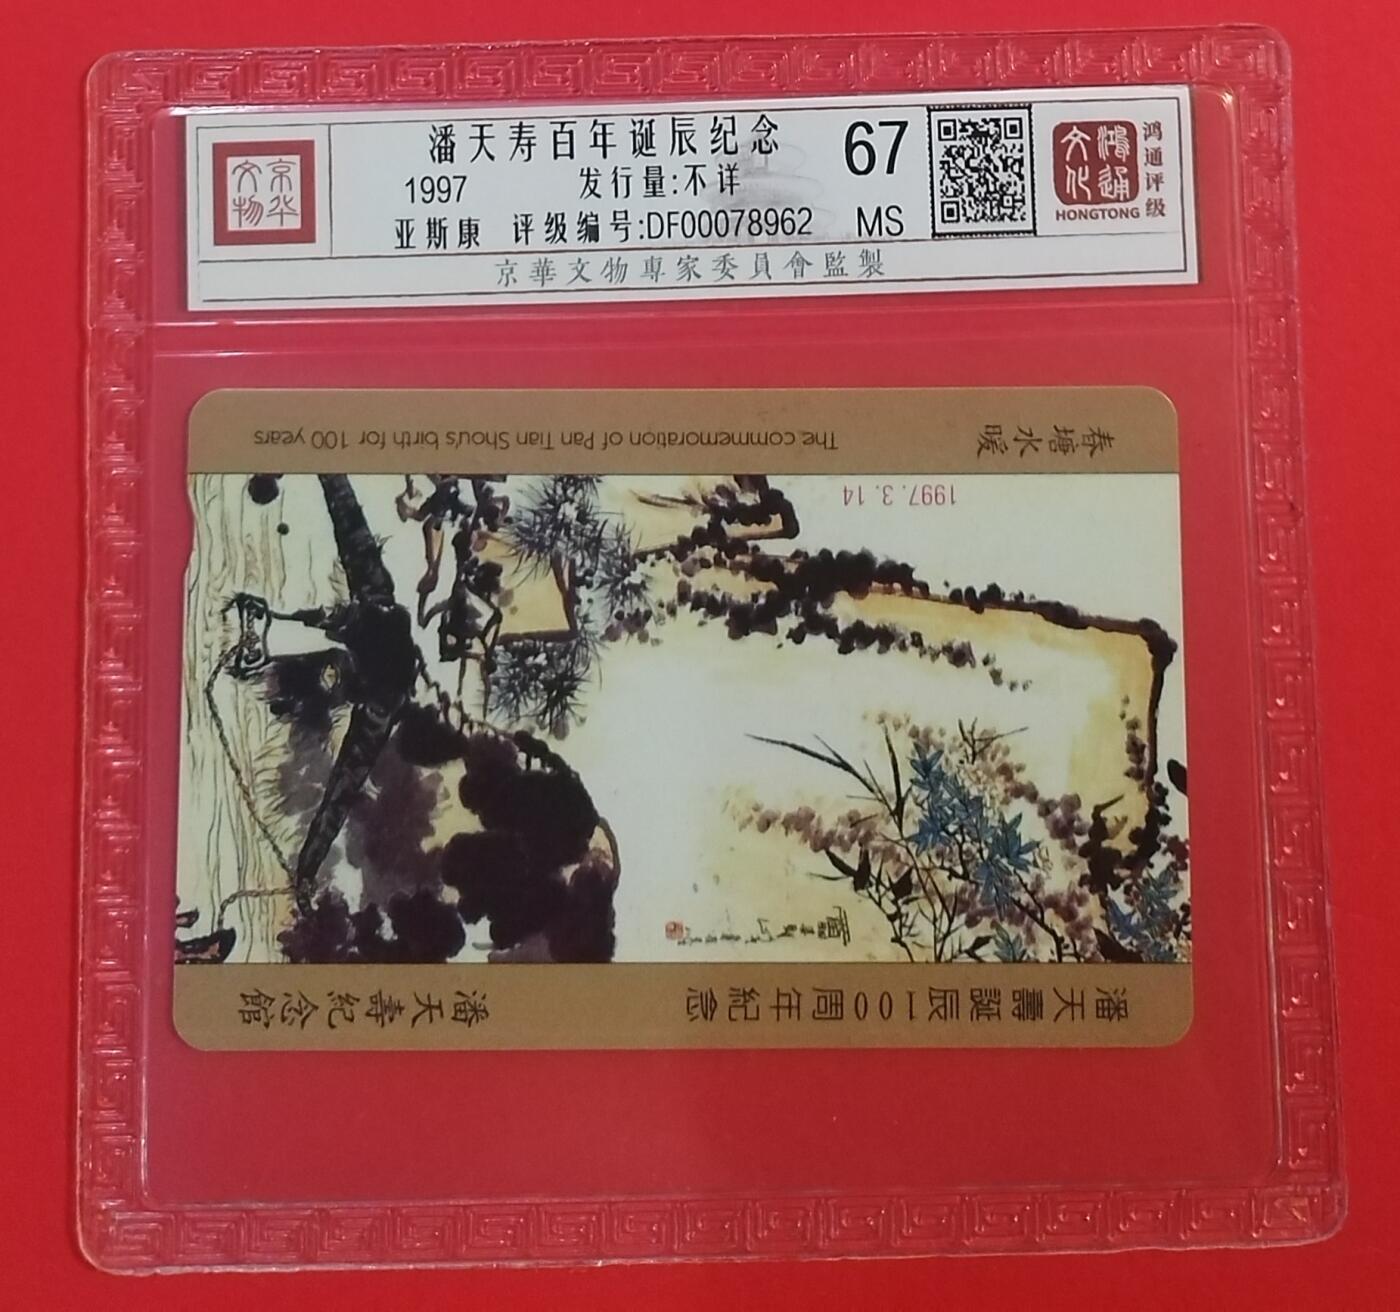 京华
文物
潘天寿百年诞辰纪念
1997 发行量:不详
亚斯康 评级编号:DF00078962
67
MS
京華文物專家委員會監製
鴻通
文化
HONGTONG
鸿通评级
潘天壽誕辰100周年紀念 潘天壽紀念館
1997.3.14
春塘水暖 The commemoration of Pan Tian Shou's birth for 100 years